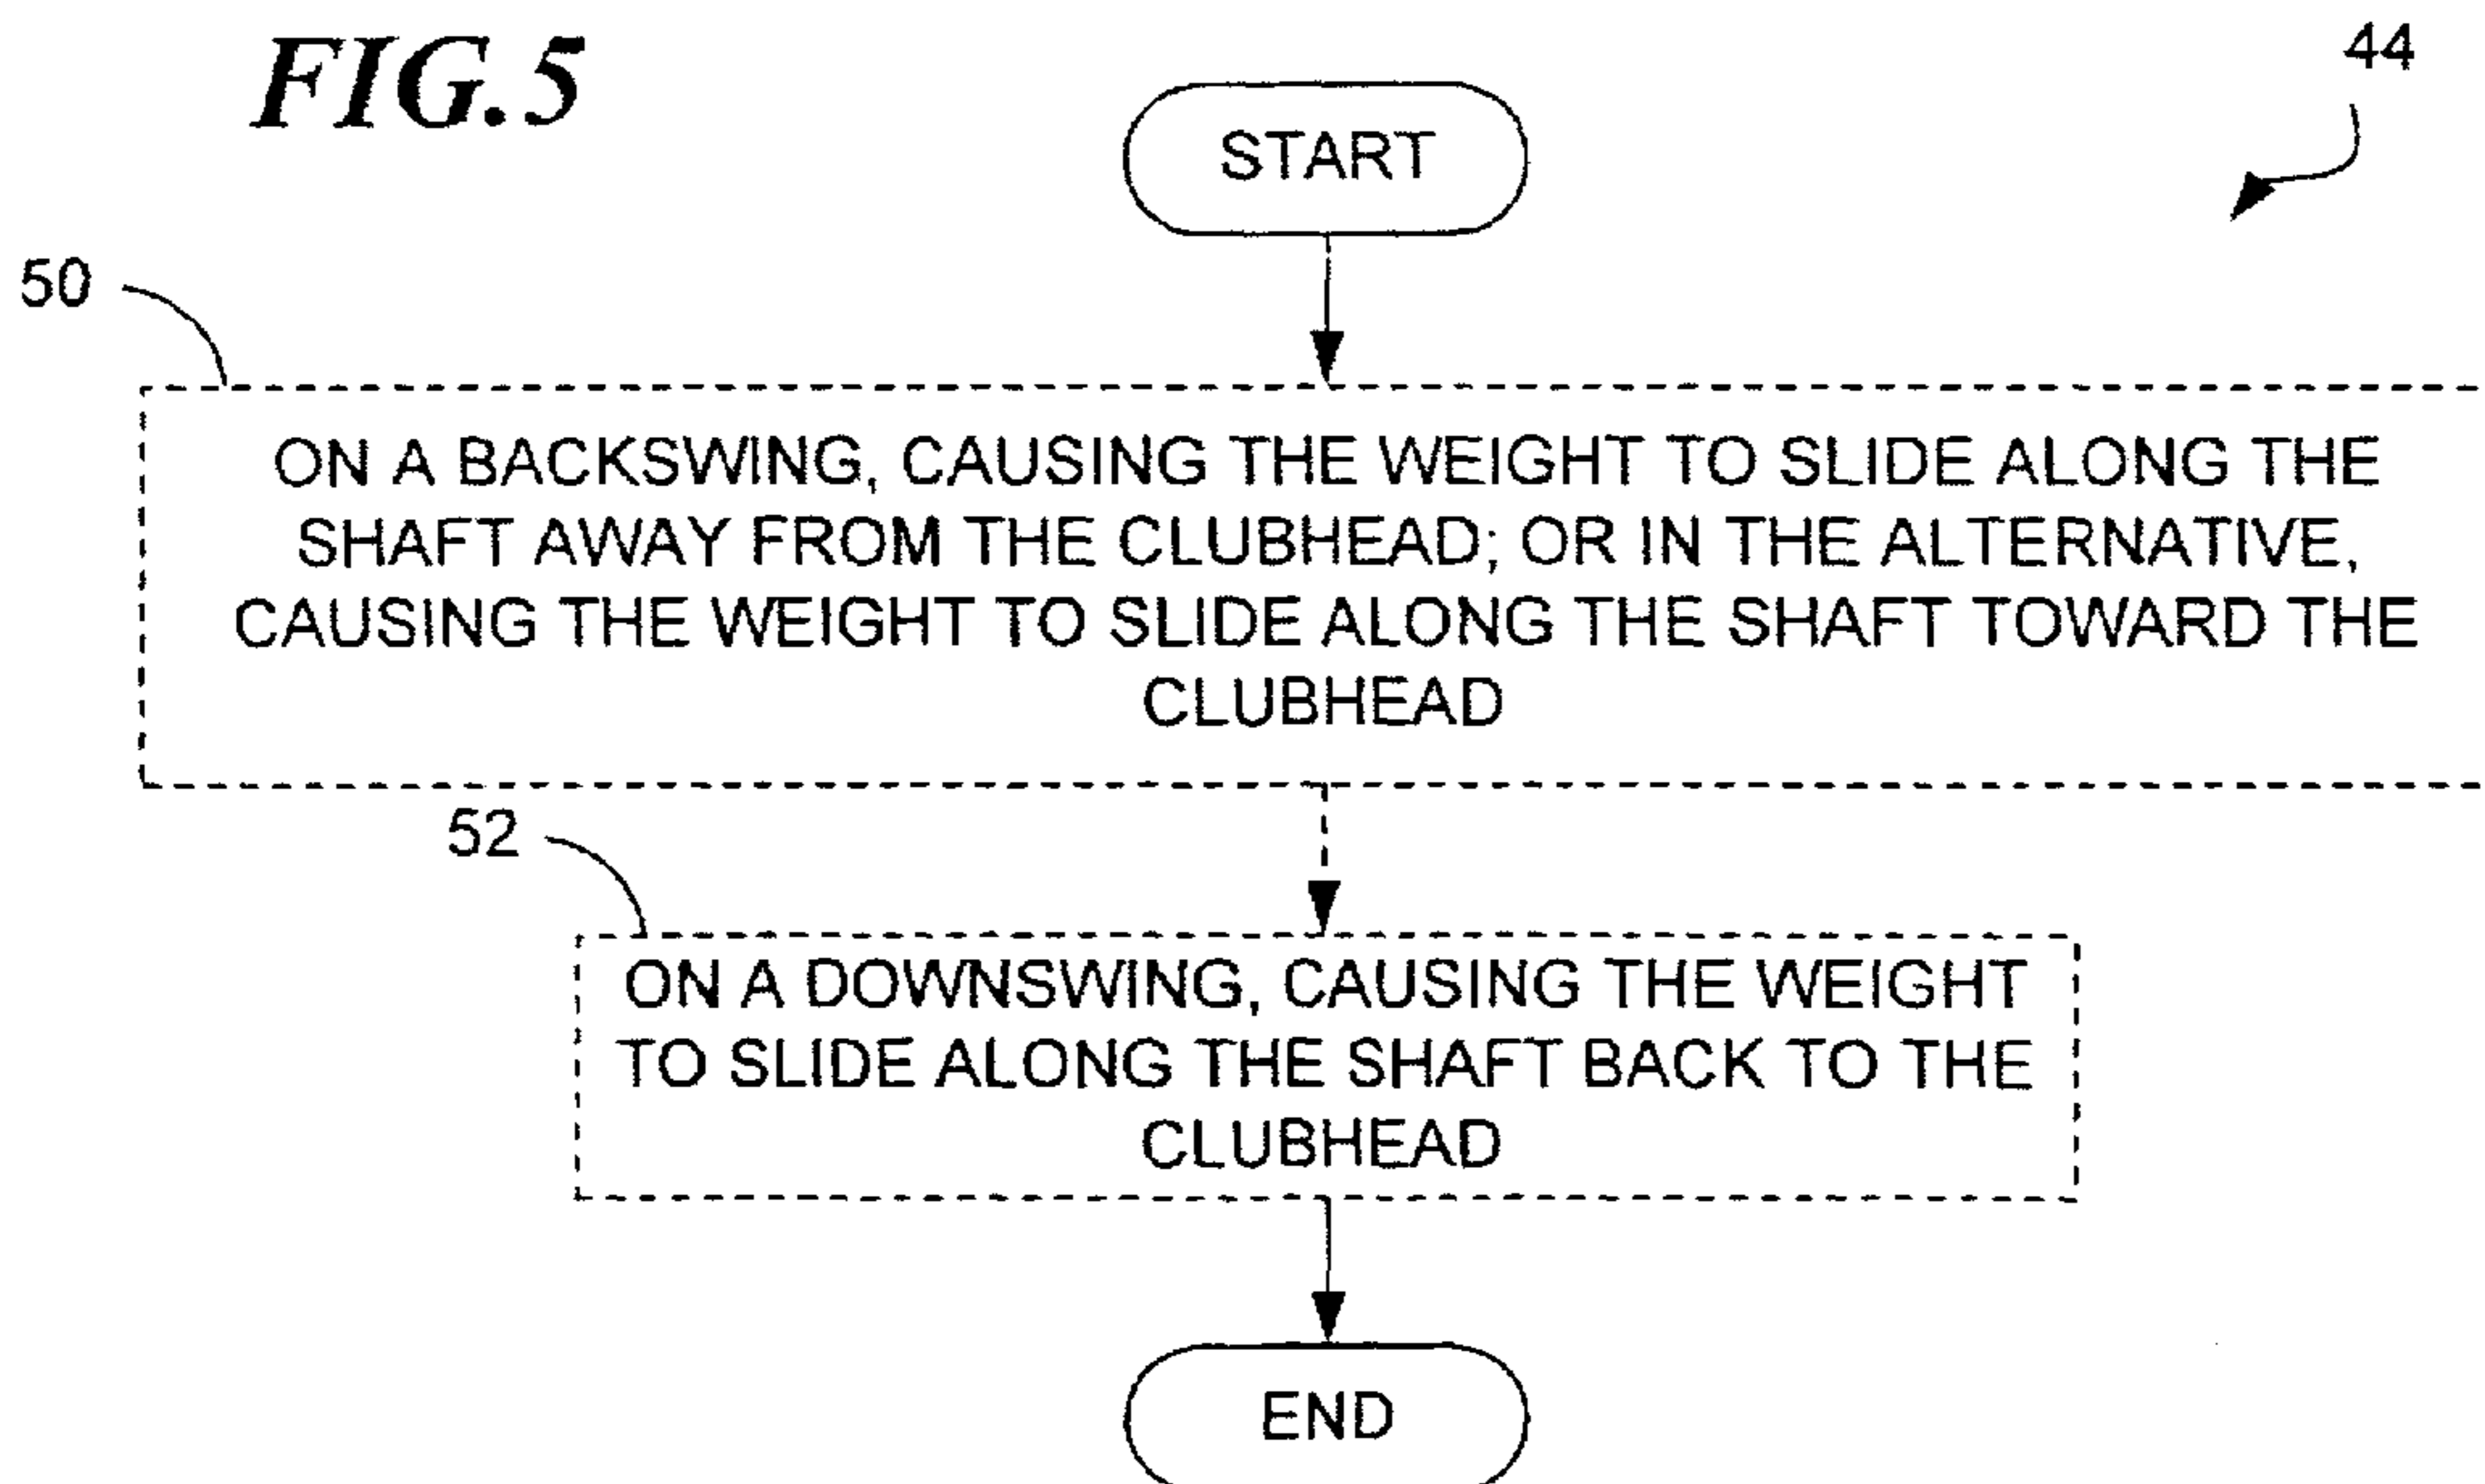 FIG.5
44
START
50
ON A BACKSWING, CAUSING THE WEIGHT TO SLIDE ALONG THE
SHAFT AWAY FROM THE CLUBHEAD; OR IN THE ALTERNATIVE,
CAUSING THE WEIGHT TO SLIDE ALONG THE SHAFT TOWARD THE
CLUBHEAD
52
ON A DOWNSWING, CAUSING THE WEIGHT
TO SLIDE ALONG THE SHAFT BACK TO THE
CLUBHEAD
END